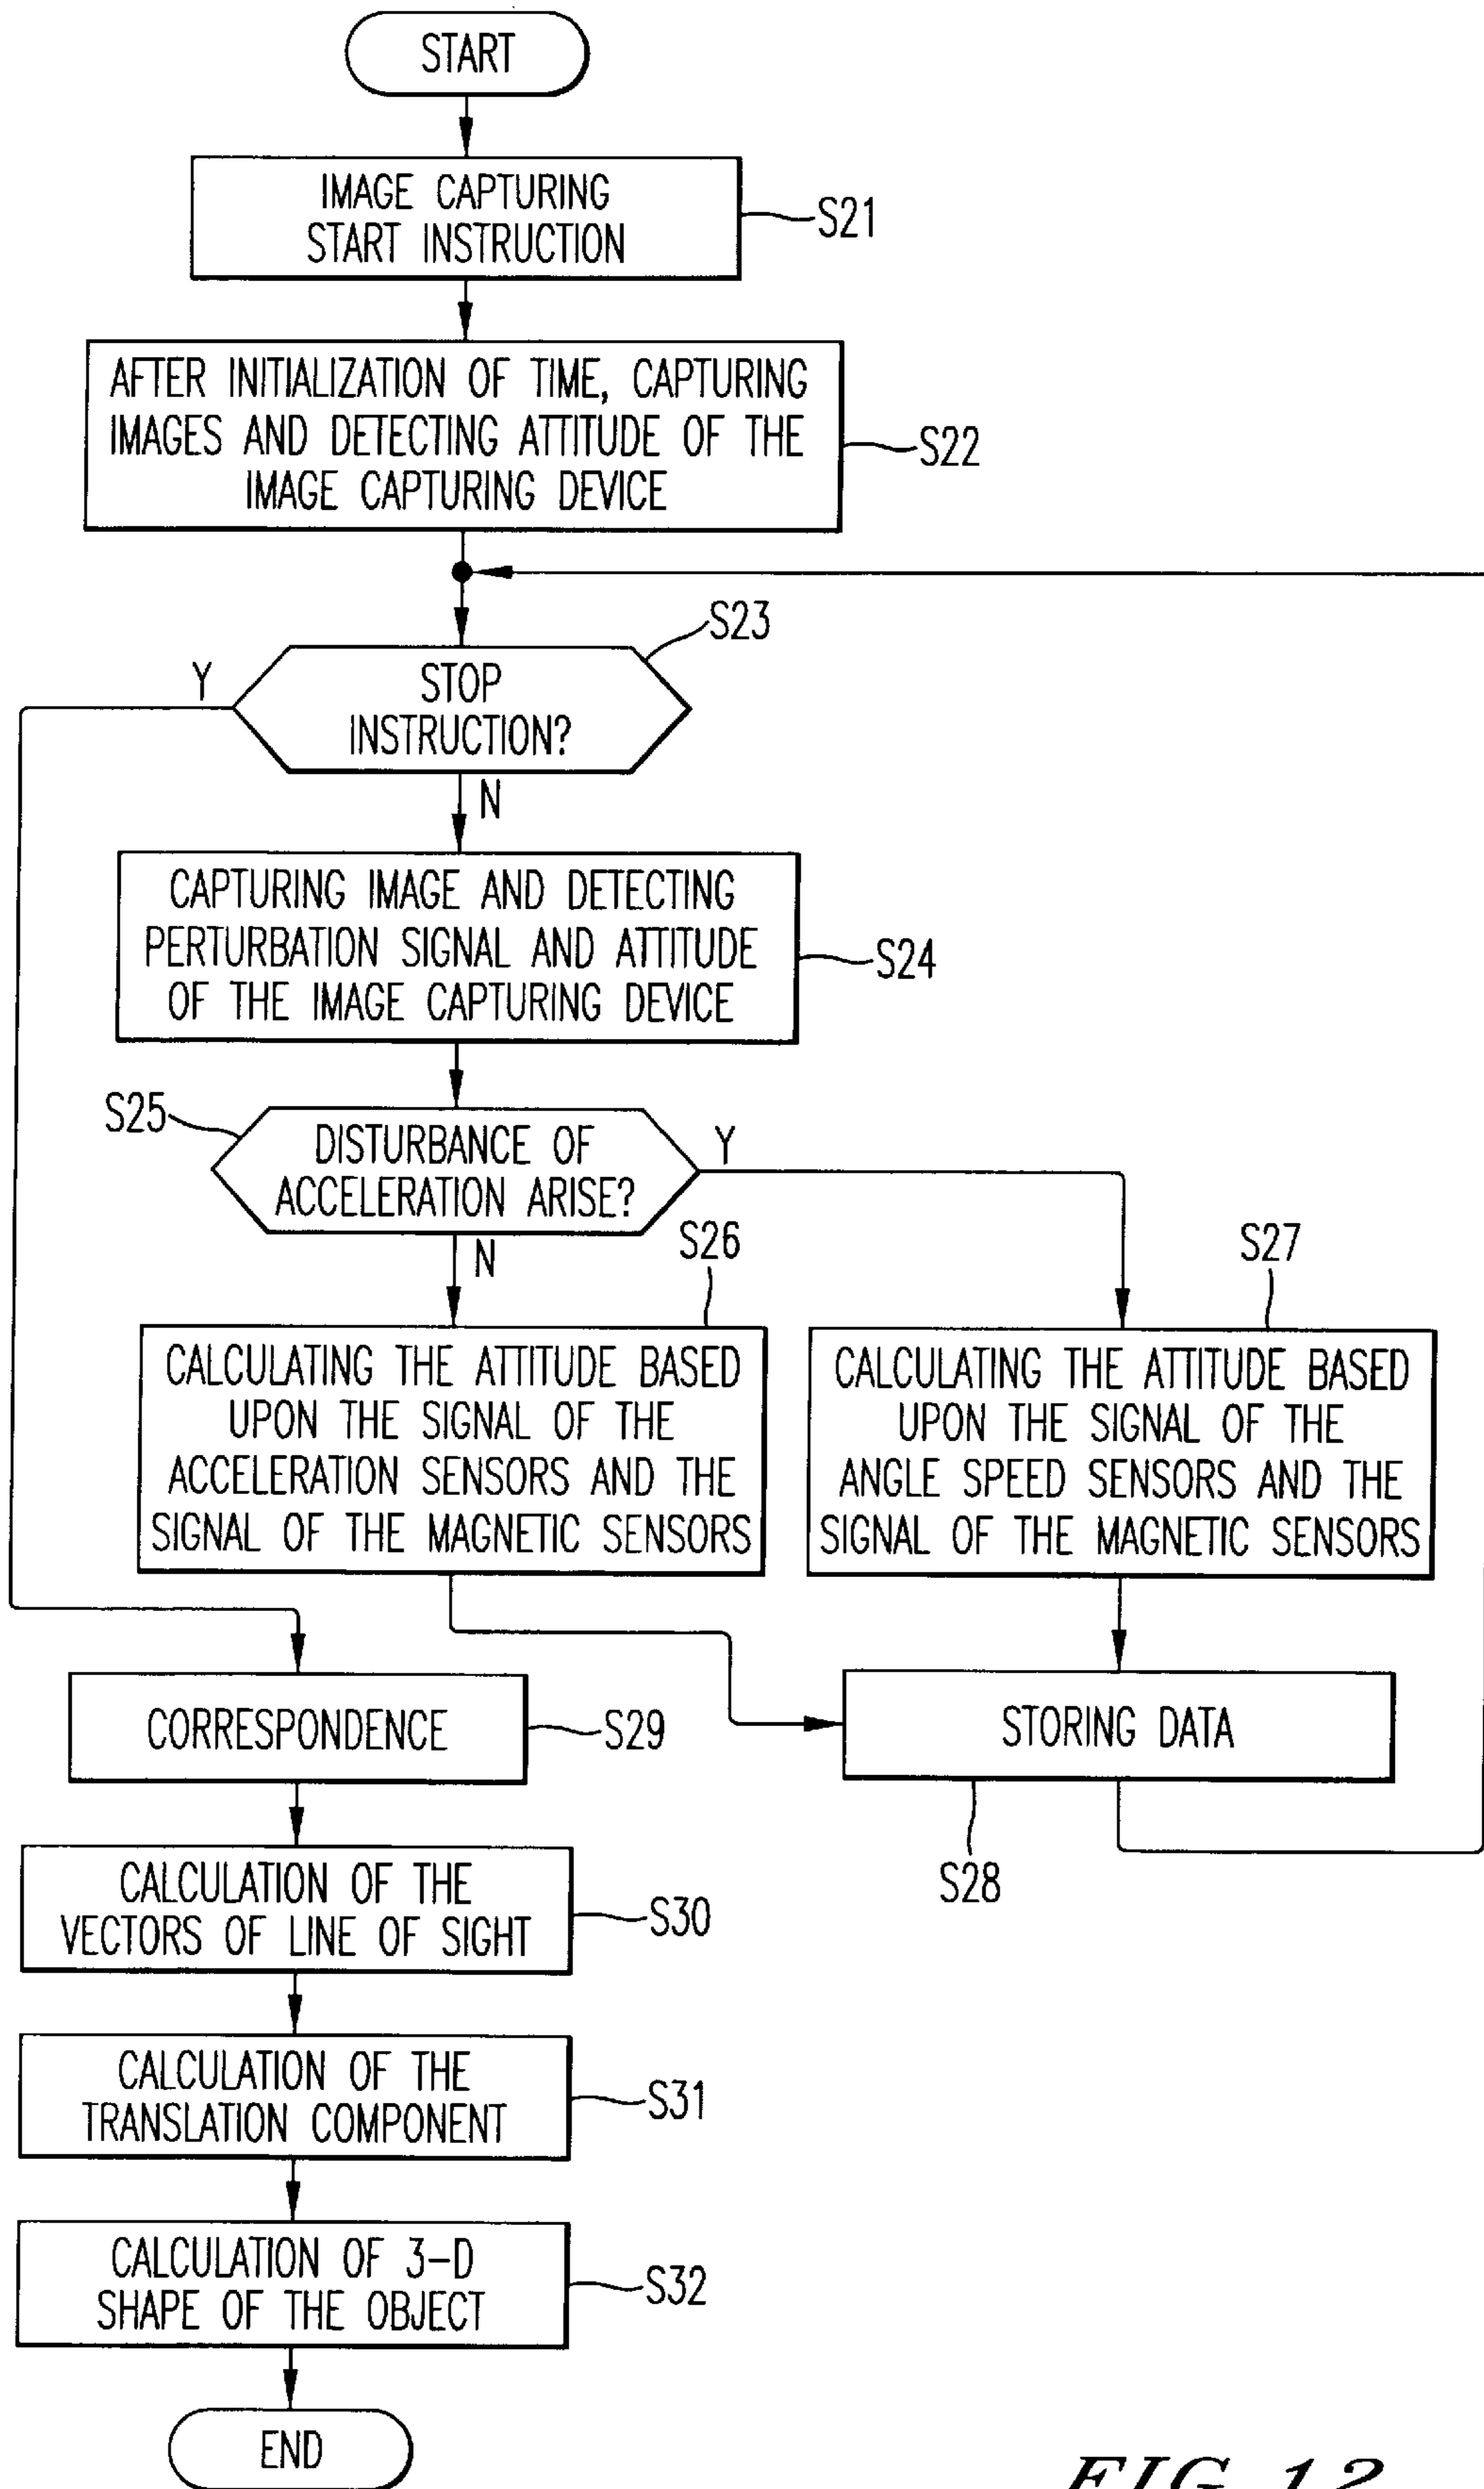 START
IMAGE CAPTURING
START INSTRUCTION
S21
AFTER INITIALIZATION OF TIME, CAPTURING
IMAGES AND DETECTING ATTITUDE OF THE
IMAGE CAPTURING DEVICE
S22
S23
Y
STOP
INSTRUCTION?
N
CAPTURING IMAGE AND DETECTING
PERTURBATION SIGNAL AND ATTITUDE
OF THE IMAGE CAPTURING DEVICE
S24
S25
DISTURBANCE OF
ACCELERATION ARISE?
Y
N
S26
S27
CALCULATING THE ATTITUDE BASED
UPON THE SIGNAL OF THE
ACCELERATION SENSORS AND THE
SIGNAL OF THE MAGNETIC SENSORS
CALCULATING THE ATTITUDE BASED
UPON THE SIGNAL OF THE
ANGLE SPEED SENSORS AND THE
SIGNAL OF THE MAGNETIC SENSORS
CORRESPONDENCE
S29
STORING DATA
S28
CALCULATION OF THE
VECTORS OF LINE OF SIGHT
S30
CALCULATION OF THE
TRANSLATION COMPONENT
S31
CALCULATION OF 3-D
SHAPE OF THE OBJECT
S32
END
FIG. 12